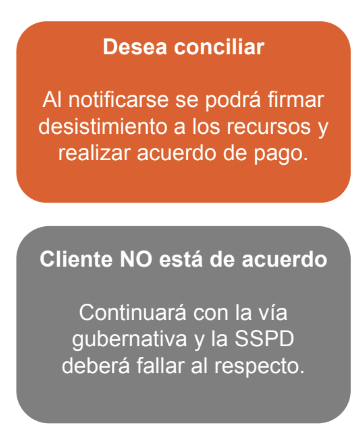 Desea conciliar
Al notificarse se podrá firmar
desistimiento a los recursos y
realizar acuerdo de pago.
Cliente NO está de acuerdo
Continuará con la vía
gubernativa y la SSPD
deberá fallar al respecto.